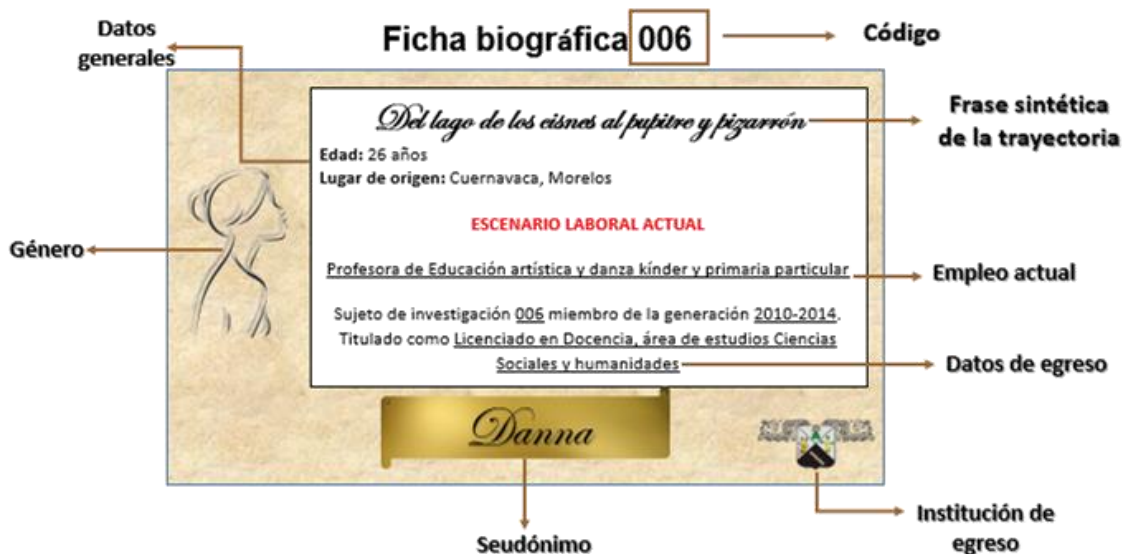 Datos
generales
Ficha biográfica 006
Código
Del lago de los cisnes al pupitre y pizarrón
Frase sintética
de la trayectoria
Edad: 26 años
Lugar de origen: Cuernavaca, Morelos
ESCENARIO LABORAL ACTUAL
Género
Profesora de Educación artística y danza kínder y primaria particular
Empleo actual
Sujeto de investigación 006 miembro de la generación 2010-2014.
Titulado como Licenciado en Docencia, área de estudios Ciencias
Sociales y humanidades
Datos de egreso
Danna
Institución de
egreso
Seudónimo